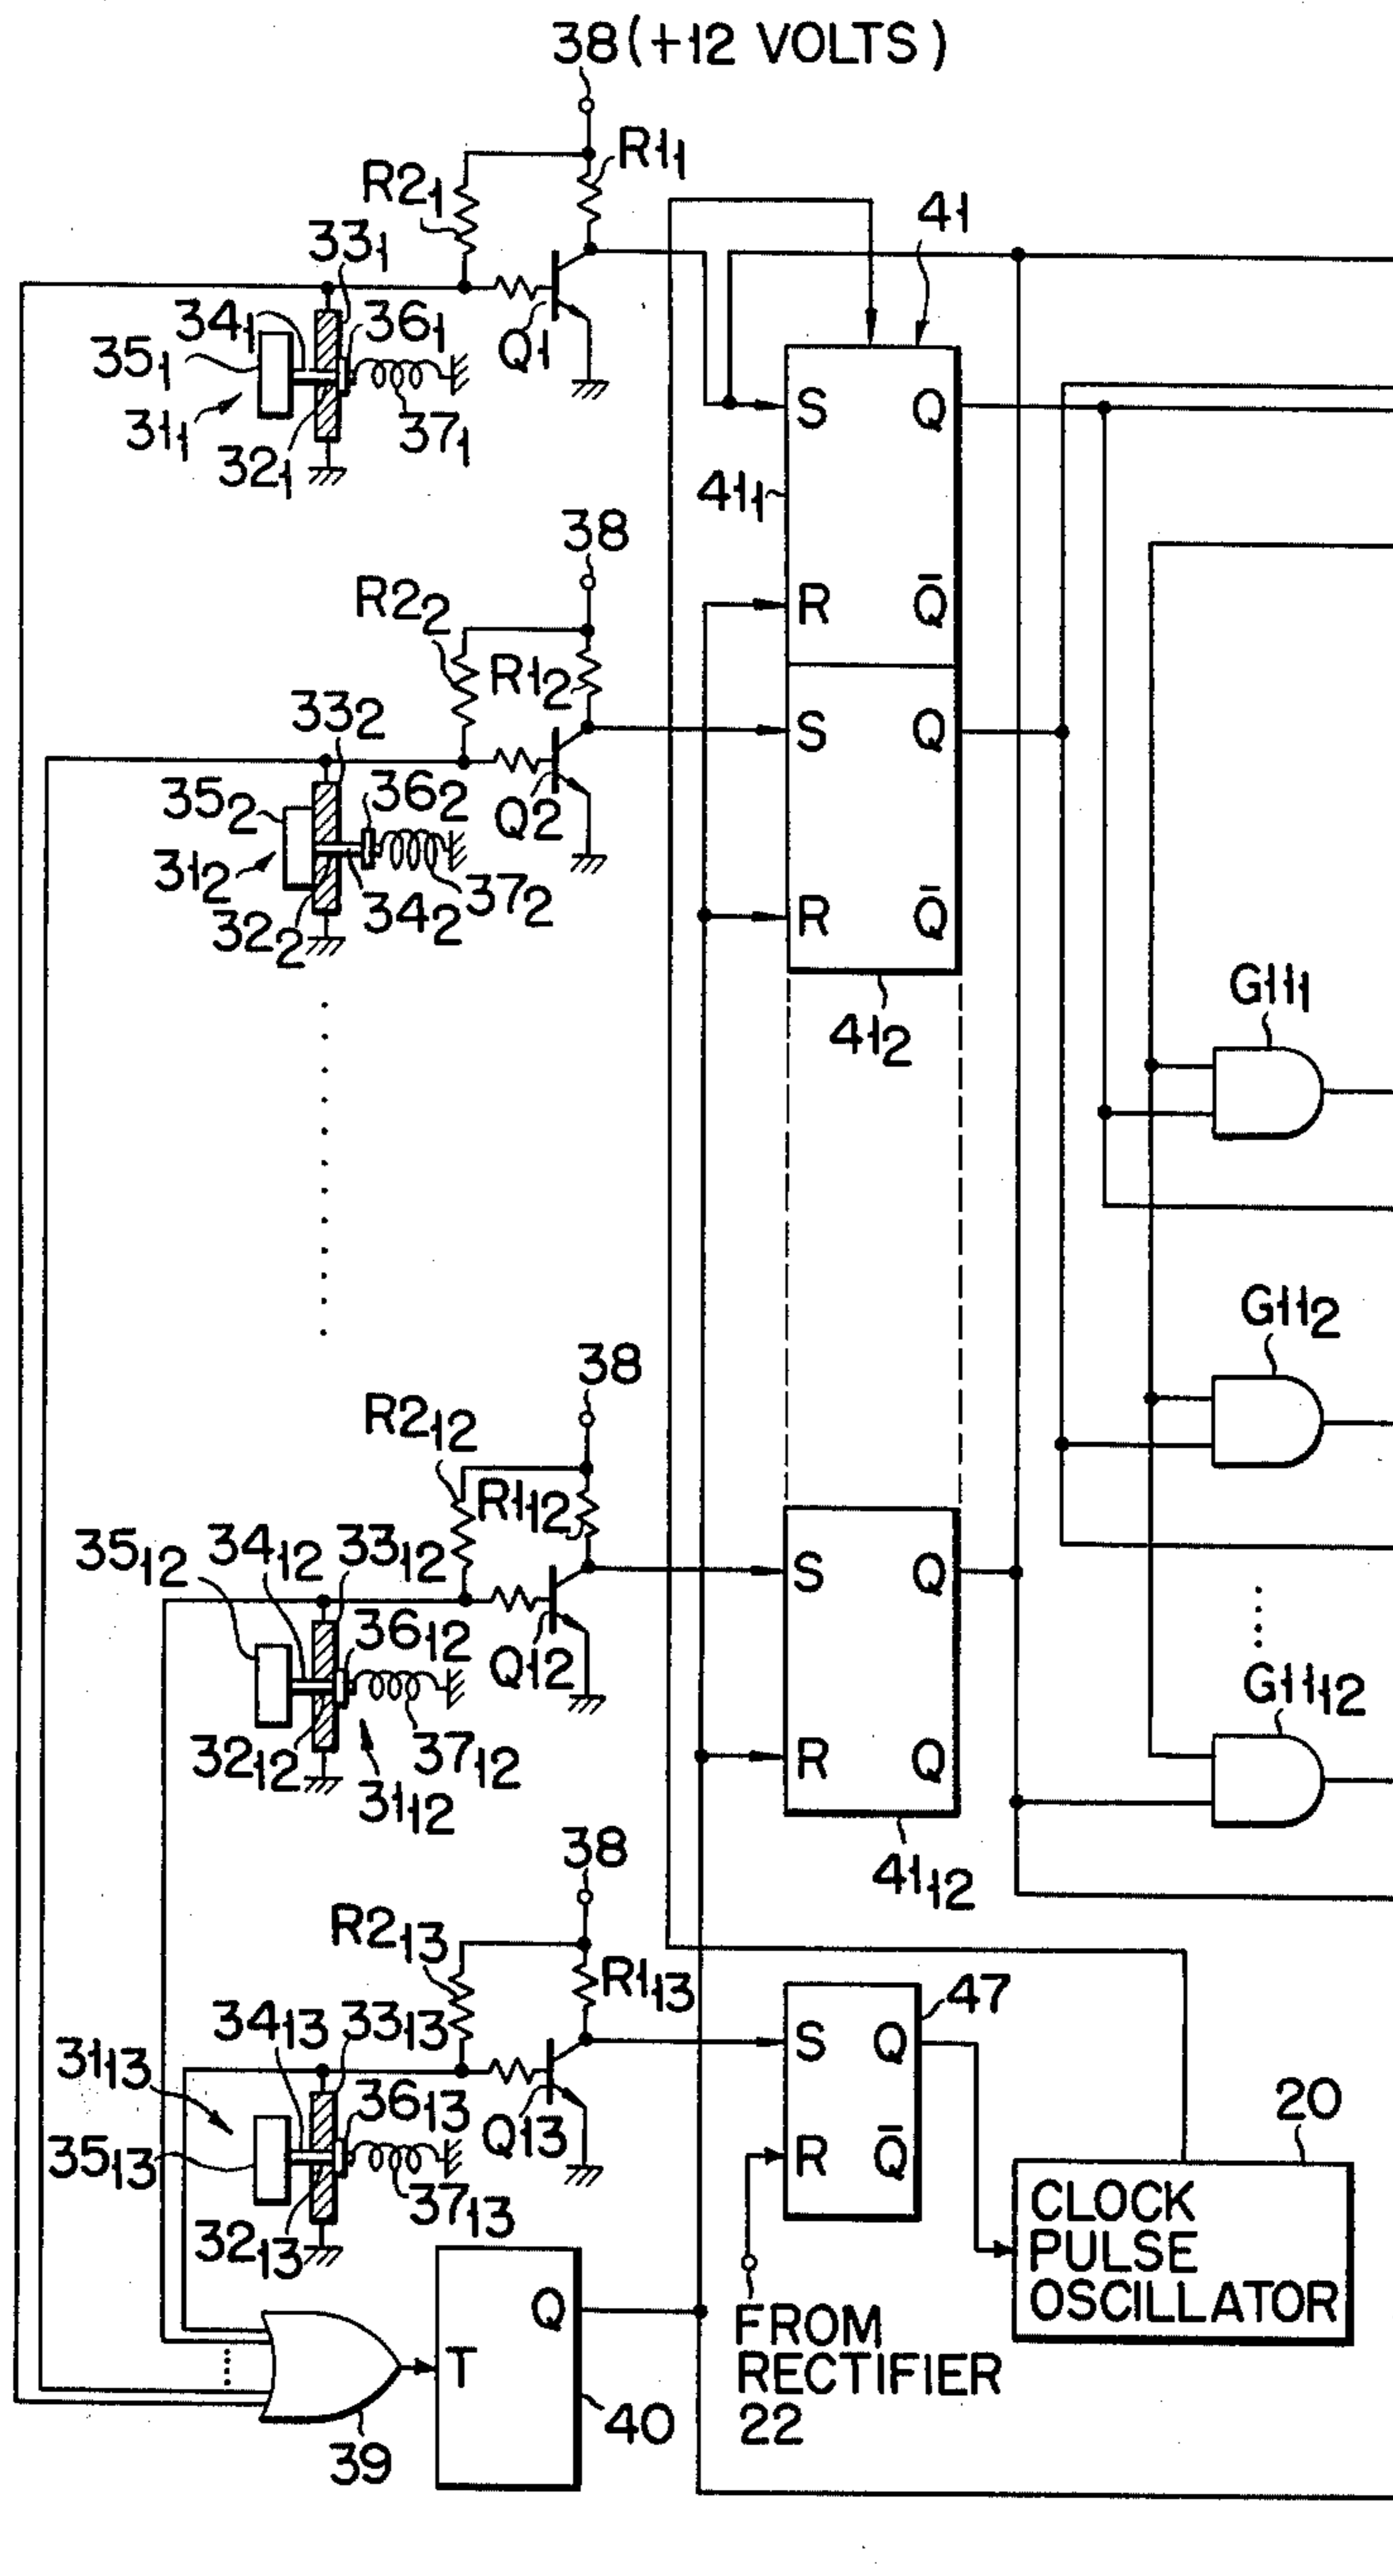 38(+12 VOLTS)
R1₁
R2₁
41
33₁
34₁
36₁
35₁
Q1
31₁
37₁
32₁
S Q
41₁
R Q̅
38
R2₂
R1₂
33₂
S Q
35₂
36₂
Q2
31₂
37₂
34₂
32₂
R Q̅
41₂
G11₁
G11₂
38
R2₁₂
R1₁₂
35₁₂
34₁₂
33₁₂
S Q
36₁₂
Q12
37₁₂
32₁₂
31₁₂
R Q
G11₁₂
41₁₂
38
R2₁₃
R1₁₃
47
34₁₃
33₁₃
S Q
31₁₃
36₁₃
Q13
35₁₃
37₁₃
R Q̅
20
32₁₃
CLOCK
PULSE
OSCILLATOR
Q
T
FROM
RECTIFIER
22
40
39